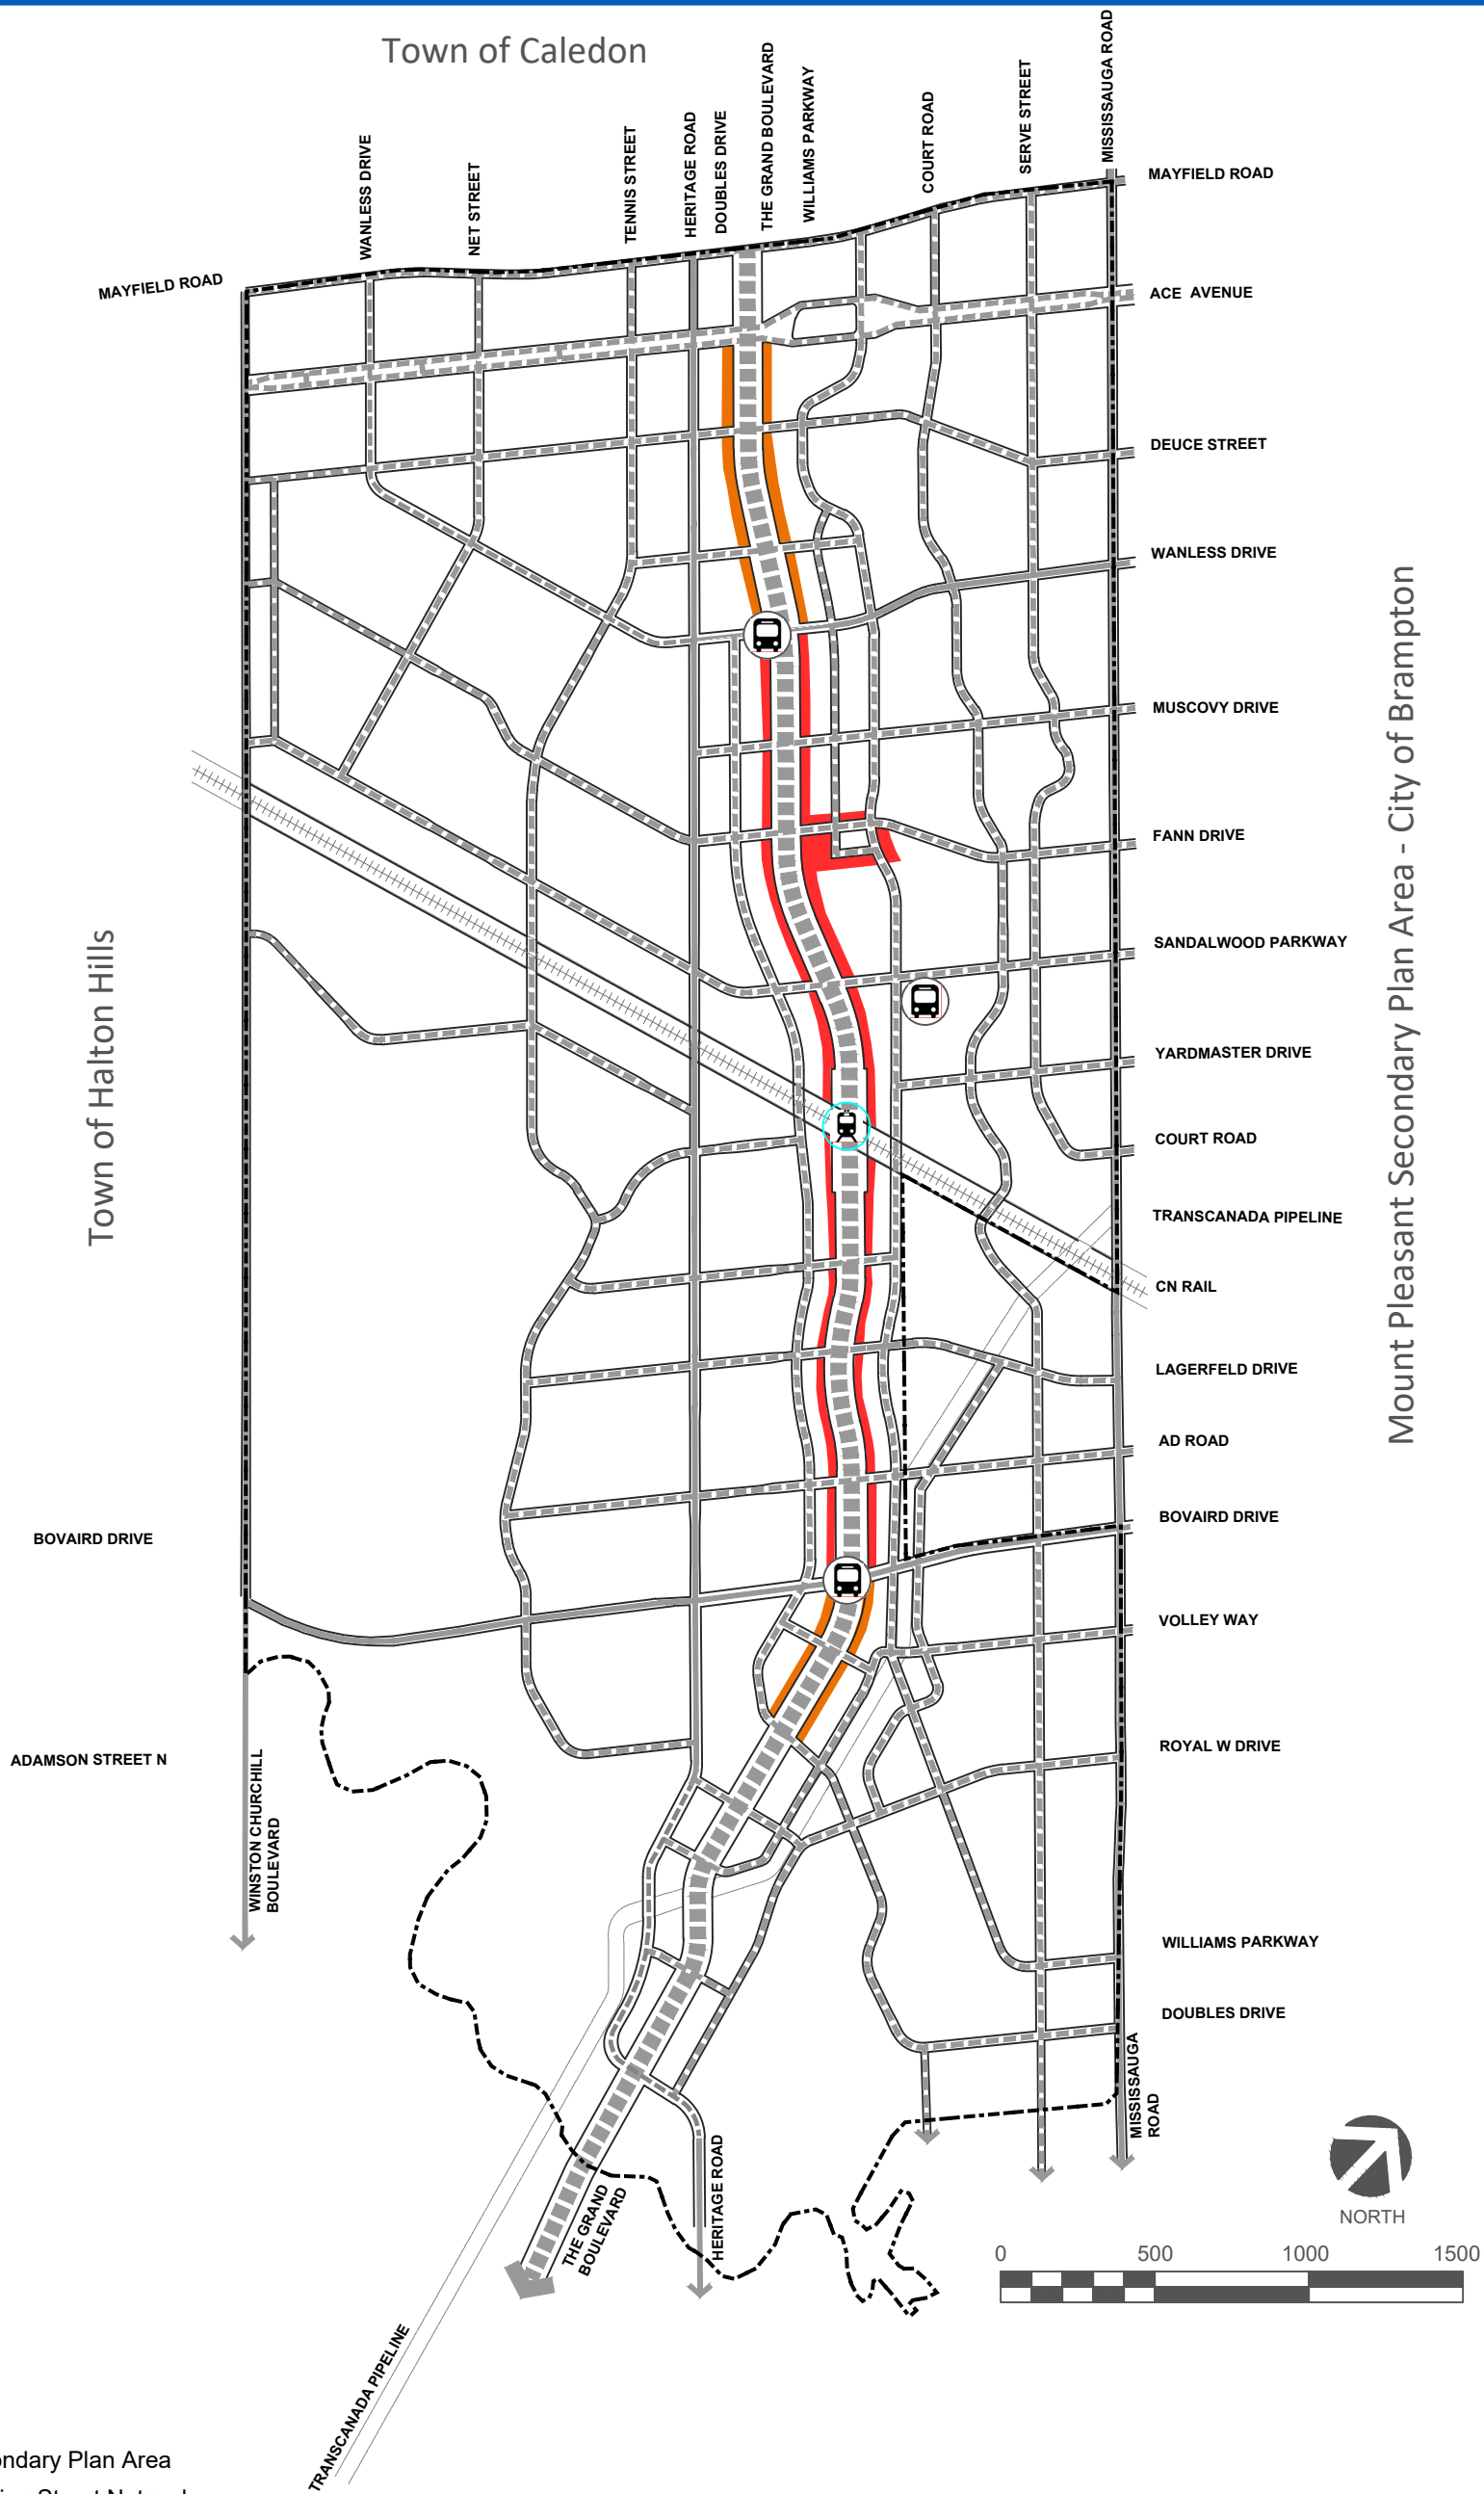 Town of Caledon
WANLESS DRIVE
NET STREET
TENNIS STREET
HERITAGE ROAD
DOUBLES DRIVE
THE GRAND BOULEVARD
WILLIAMS PARKWAY
COURT ROAD
SERVE STREET
MISSISSAUGA ROAD
MAYFIELD ROAD
MAYFIELD ROAD
ACE AVENUE
DEUCE STREET
WANLESS DRIVE
MUSCOVY DRIVE
FANN DRIVE
SANDALWOOD PARKWAY
YARDMASTER DRIVE
COURT ROAD
TRANSCANADA PIPELINE
CN RAIL
LAGERFELD DRIVE
AD ROAD
BOVAIRD DRIVE
VOLLEY WAY
ROYAL W DRIVE
WILLIAMS PARKWAY
DOUBLES DRIVE
Town of Halton Hills
Mount Pleasant Secondary Plan Area - City of Brampton
BOVAIRD DRIVE
ADAMSON STREET N
WINSTON CHURCHILL
BOULEVARD
MISSISSAUGA
ROAD
HERITAGE ROAD
THE GRAND
BOULEVARD
TRANSCANADA PIPELINE
NORTH
0 500 1000 1500
ondary Plan Area